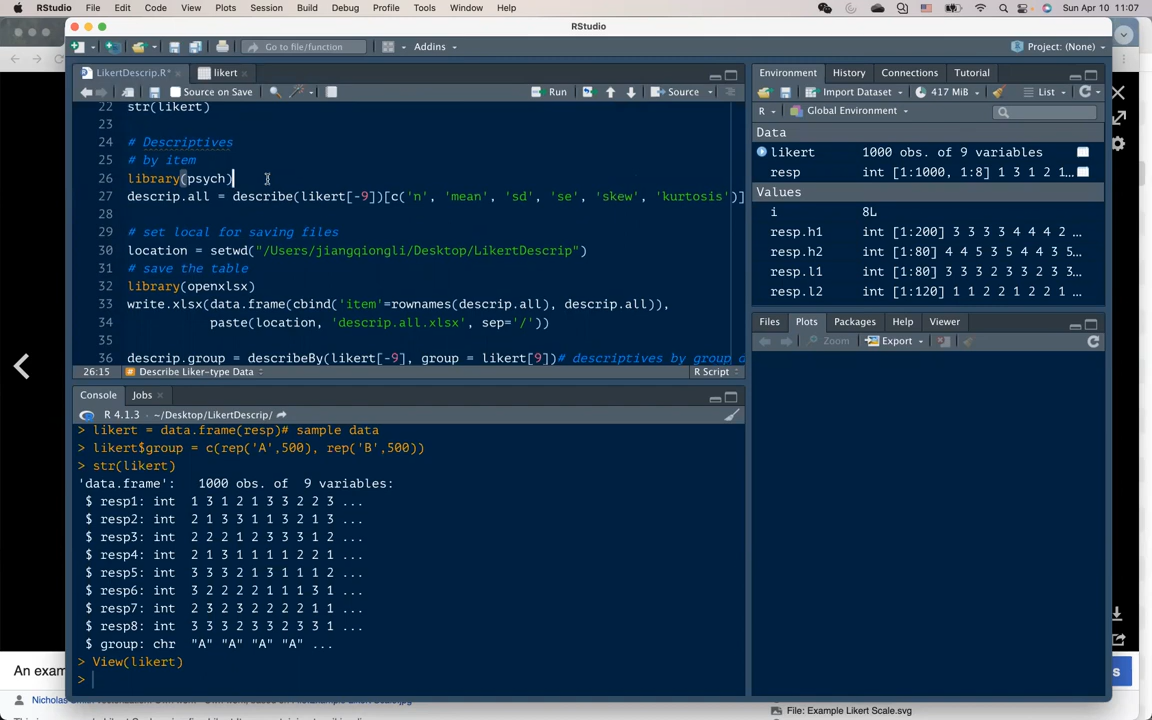 RStudio File Edit Code View Plots Session Build Debug Profile Tools Window Help Sun Apr 10 11:07
RStudio
Go to file/function Addins Project: (None)
LikertDescrip.R* likert
Source on Save Run Source
22 str(likert)
23
24 # Descriptives
25 # by item
26 library(psych)
27 descrip.all = describe(likert[-9])[c('n', 'mean', 'sd', 'se', 'skew', 'kurtosis')]
28
29 # set local for saving files
30 location = setwd("/Users/jiangqiongli/Desktop/LikertDescrip")
31 # save the table
32 library(openxlsx)
33 write.xlsx(data.frame(cbind('item'=rownames(descrip.all), descrip.all)),
34 paste(location, 'descrip.all.xlsx', sep='/'))
35
36 descrip.group = describeBy(likert[-9], group = likert[9])# descriptives by group
26:15 Describe Liker-type Data R Script
Console Jobs
R 4.1.3 · ~/Desktop/LikertDescrip/
> likert = data.frame(resp)# sample data
> likert$group = c(rep('A',500), rep('B',500))
> str(likert)
'data.frame': 1000 obs. of 9 variables:
$ resp1: int 1 3 1 2 1 3 3 2 2 3 ...
$ resp2: int 2 1 3 3 1 1 3 2 1 3 ...
$ resp3: int 2 2 2 1 2 3 3 3 1 2 ...
$ resp4: int 2 1 3 1 1 1 1 2 2 1 ...
$ resp5: int 3 3 3 2 1 3 1 1 1 2 ...
$ resp6: int 3 2 2 2 2 1 1 1 3 1 ...
$ resp7: int 2 3 2 3 2 2 2 2 1 1 ...
$ resp8: int 3 3 3 2 3 3 2 3 3 1 ...
$ group: chr "A" "A" "A" "A" ...
> View(likert)
>
Environment History Connections Tutorial
Import Dataset 417 MiB List
R Global Environment
Data
likert 1000 obs. of 9 variables
resp int [1:1000, 1:8] 1 3 1 2 1...
Values
i 8L
resp.h1 int [1:200] 3 3 3 3 4 4 4 2 ...
resp.h2 int [1:80] 4 4 5 3 5 4 4 3 5...
resp.l1 int [1:80] 3 3 3 2 3 3 2 3 3...
resp.l2 int [1:120] 1 1 2 2 1 2 2 1 ...
Files Plots Packages Help Viewer
Zoom Export
An exam
s
File: Example Likert Scale.svg